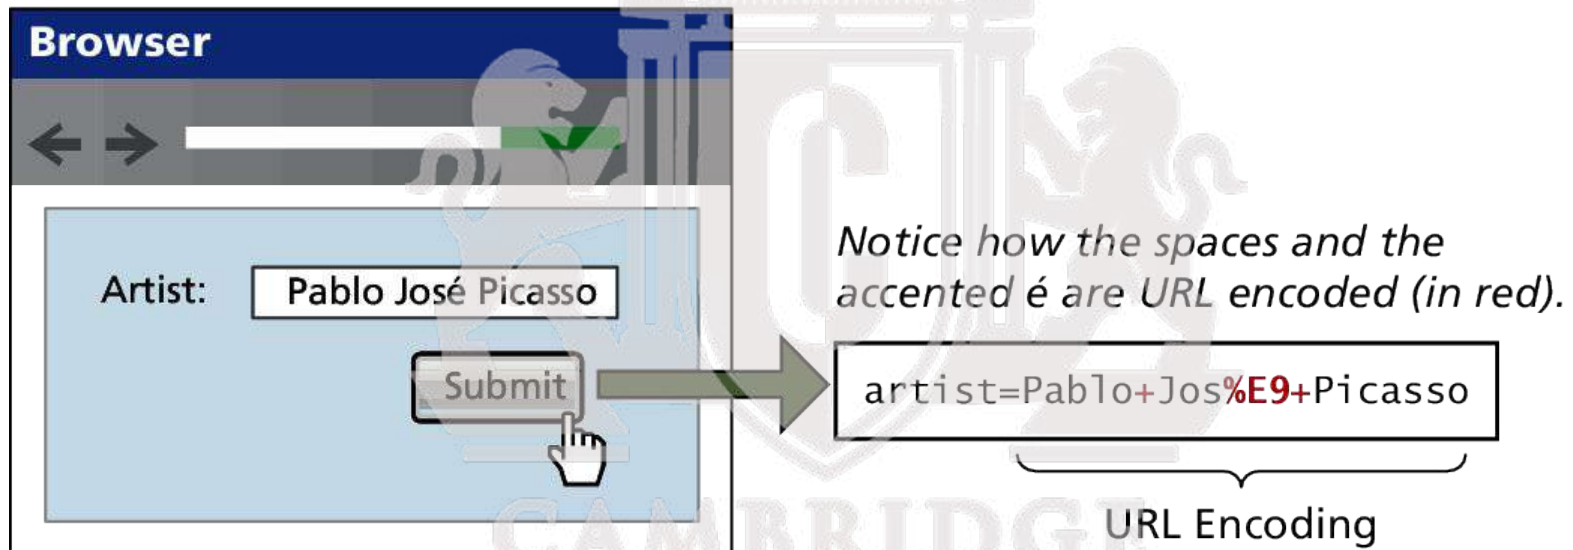 Browser
Artist:
Pablo José Picasso
Submit
Notice how the spaces and the
accented é are URL encoded (in red).
artist=Pablo+Jos%E9+Picasso
URL Encoding
CAMBRIDGE